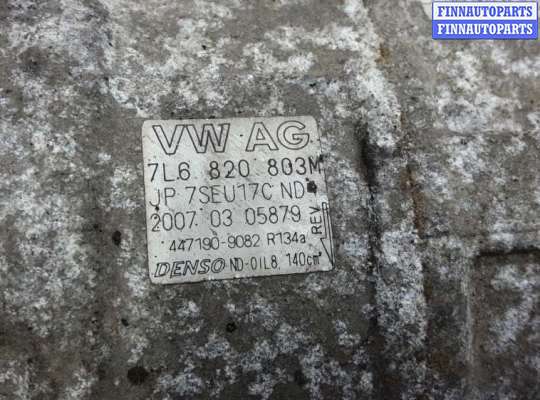 FINNAUTOPARTS
FINNAUTOPARTS
VW AG
7L6 820 803M
JP 7SEU17C ND
2007 03 05879
REV
447190-9082 R134a
DENSO ND-OIL8, 140cm³